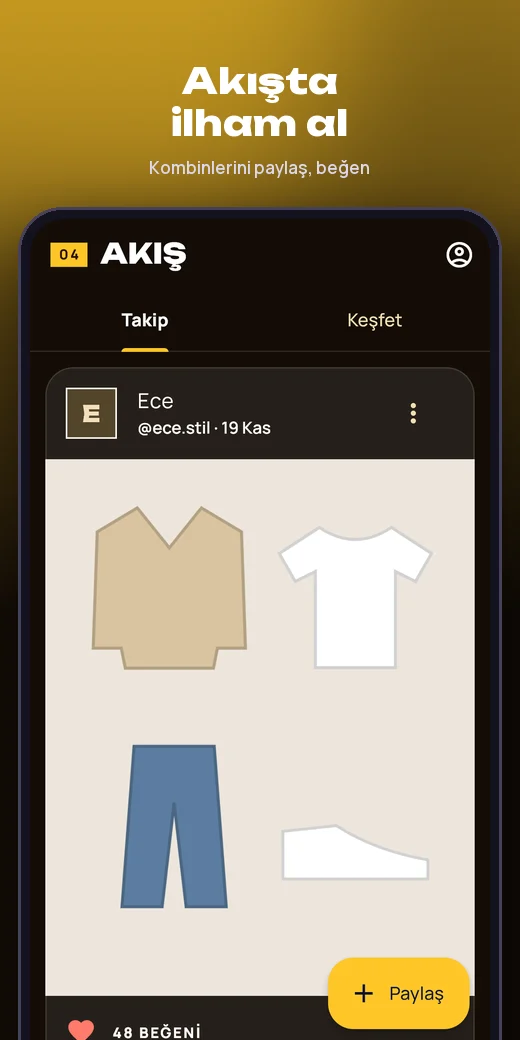 Akışta
ilham al
Kombinlerini paylaş, beğen
04 AKIŞ
Takip Keşfet
E
Ece
@ece.stil · 19 Kas
+ Paylaş
48 BEĞENİ